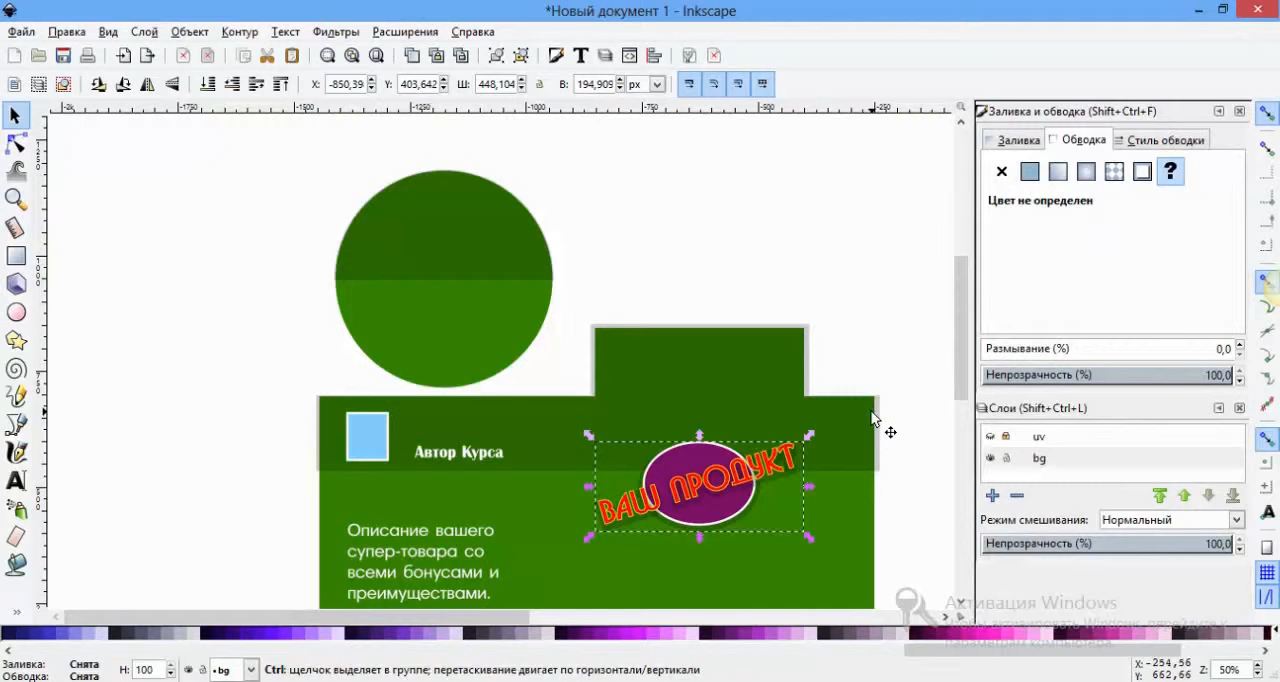 *Новый документ 1 - Inkscape
Файл Правка Вид Слой Объект Контур Текст Фильтры Расширения Справка
X: -850,39 Y: 403,642 Ш: 448,104 В: 194,909 px
Заливка и обводка (Shift+Ctrl+F)
Заливка Обводка Стиль обводки
?
Цвет не определен
Размывание (%) 0,0
Непрозрачность (%) 100,0
Слои (Shift+Ctrl+L)
uv
bg
Режим смешивания: Нормальный
Непрозрачность (%) 100,0
Автор Курса
ВАШ ПРОДУКТ
Описание вашего
супер-товара со
всеми бонусами и
преимуществами.
Активация Windows
параметрам компьютера.
Заливка: Снята
Обводка: Снята
Н: 100
bg
Ctrl: щелчок выделяет в группе; перетаскивание двигает по горизонтали/вертикали
X: -254,56
Y: 662,66
Z: 50%